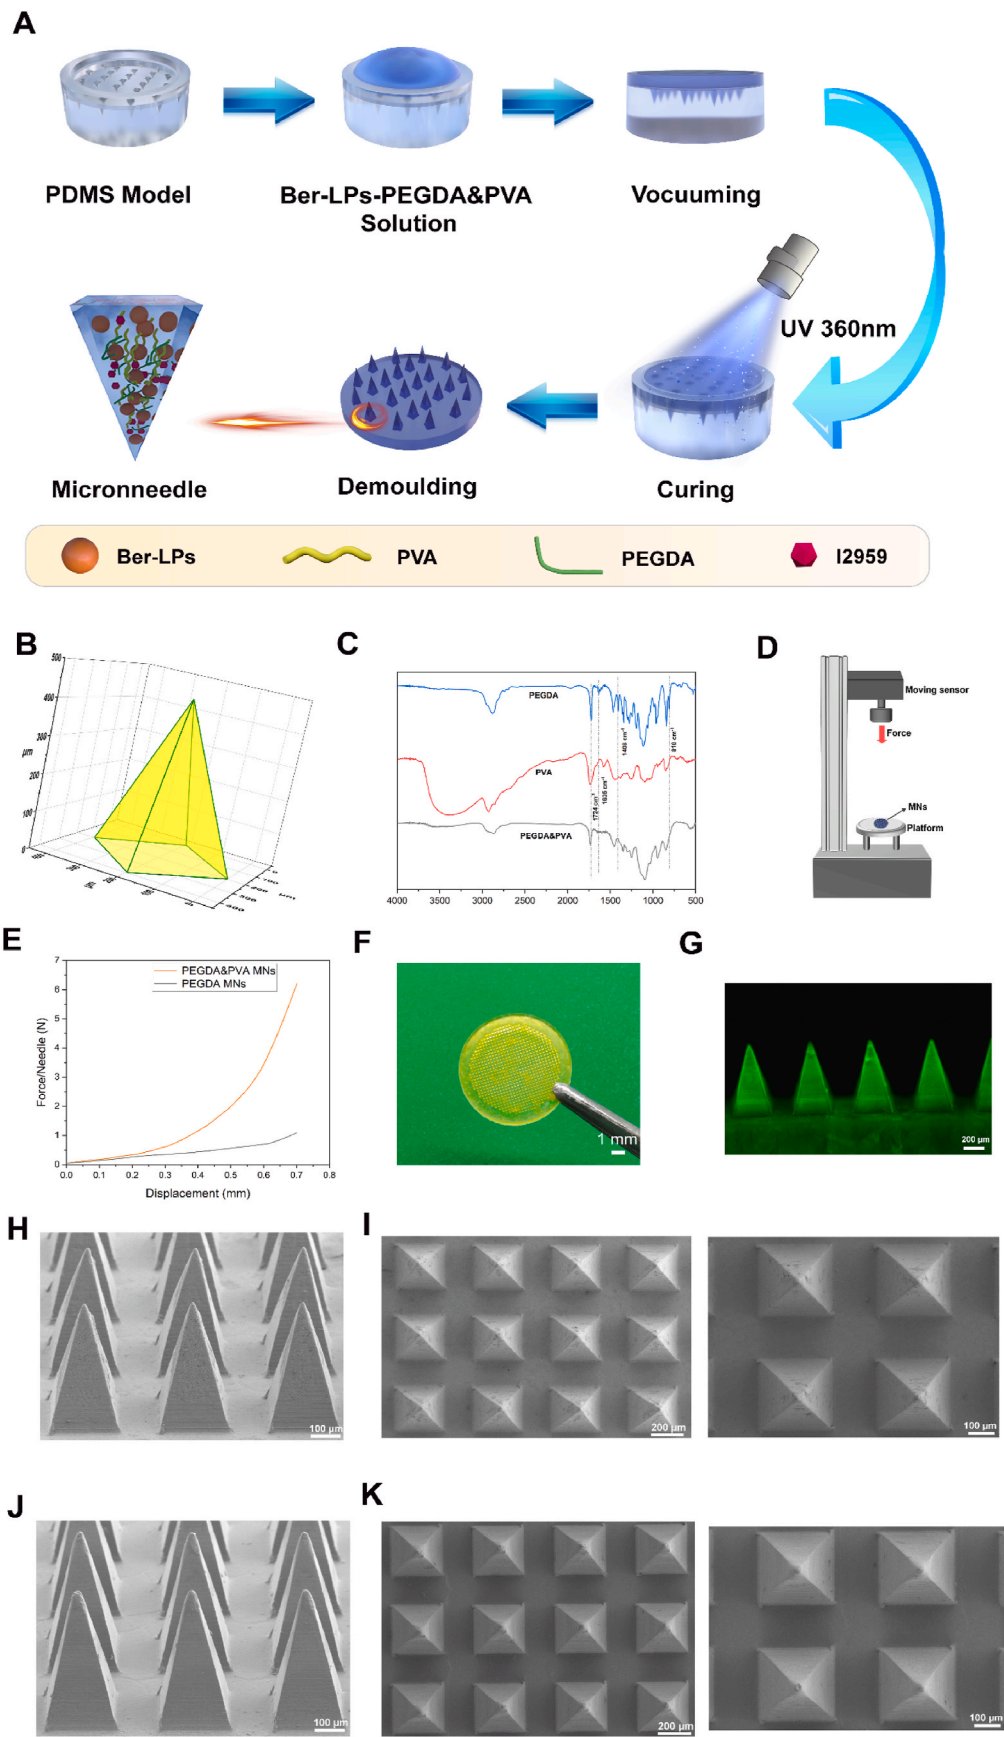 A
PDMS Model
Ber-LPs-PEGDA&PVA
Solution
Vocuuming
UV 360nm
Micronneedle
Demoulding
Curing
Ber-LPs
PVA
PEGDA
I2959
B
500
400
300
µm
200
100
0
C
PEGDA
PVA
PEGDA&PVA
1724 cm⁻¹
1635 cm⁻¹
1408 cm⁻¹
810 cm⁻¹
4000
3500
3000
2500
2000
1500
1000
500
D
Moving sensor
Force
MNs
Platform
E
7
6
5
4
3
2
1
0
Force/Needle (N)
PEGDA&PVA MNs
PEGDA MNs
0.0
0.1
0.2
0.3
0.4
0.5
0.6
0.7
0.8
Displacement (mm)
F
1 mm
G
200 µm
H
100 µm
I
200 µm
100 µm
J
100 µm
K
200 µm
100 µm